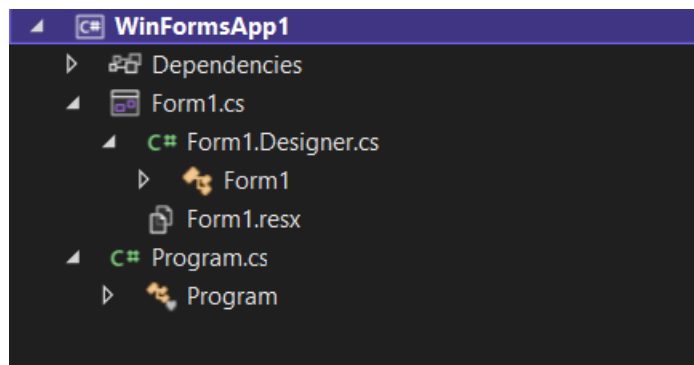 C# WinFormsApp1
Dependencies
Form1.cs
C# Form1.Designer.cs
Form1
Form1.resx
C# Program.cs
Program